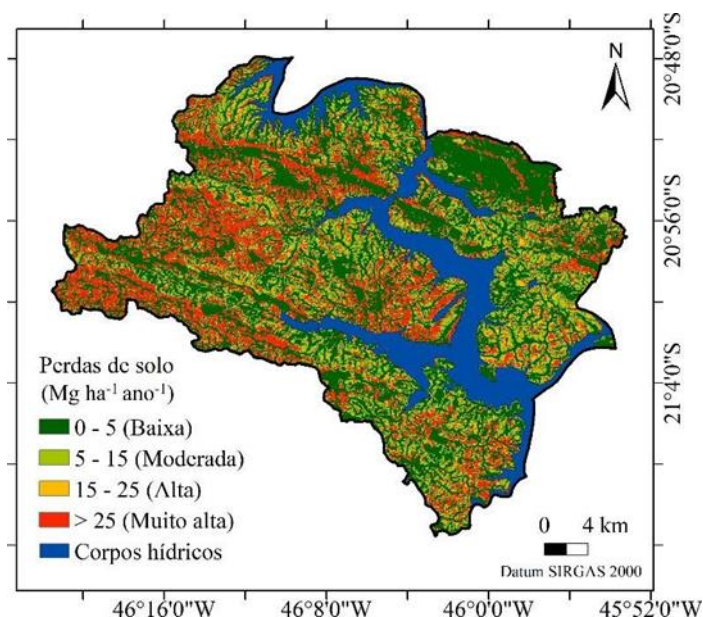 N
20°48'0"S
20°56'0"S
21°4'0"S
Perdas de solo
(Mg ha⁻¹ ano⁻¹)
0 - 5 (Baixa)
5 - 15 (Moderada)
15 - 25 (Alta)
> 25 (Muito alta)
Corpos hídricos
0 4 km
Datum SIRGAS 2000
46°16'0"W 46°8'0"W 46°0'0"W 45°52'0"W